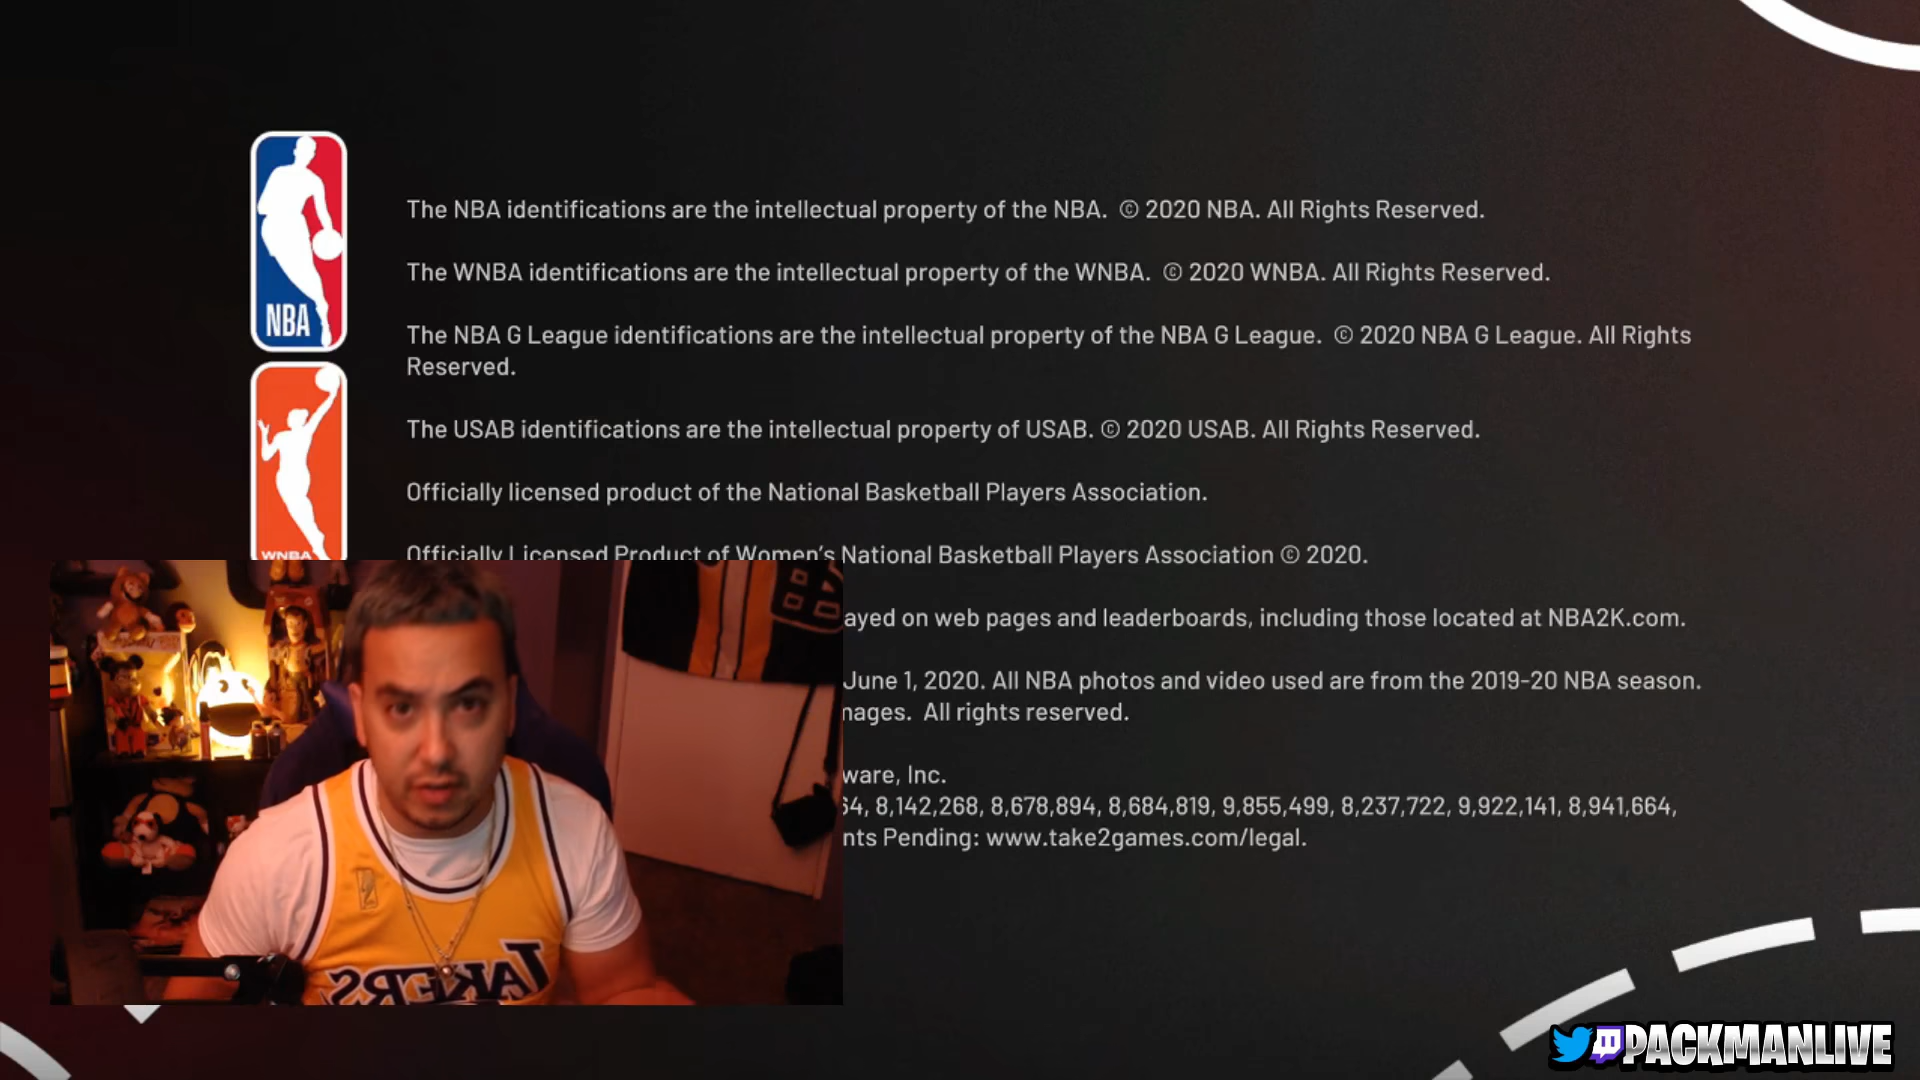 The NBA identifications are the intellectual property of the NBA. © 2020 NBA. All Rights Reserved.
The WNBA identifications are the intellectual property of the WNBA. © 2020 WNBA. All Rights Reserved.
The NBA G League identifications are the intellectual property of the NBA G League. © 2020 NBA G League. All Rights
Reserved.
The USAB identifications are the intellectual property of USAB. © 2020 USAB. All Rights Reserved.
Officially licensed product of the National Basketball Players Association.
Officially Licensed Product of Women's National Basketball Players Association © 2020.
ayed on web pages and leaderboards, including those located at NBA2K.com.
June 1, 2020. All NBA photos and video used are from the 2019-20 NBA season.
mages. All rights reserved.
ware, Inc.
64, 8,142,268, 8,678,894, 8,684,819, 9,855,499, 8,237,722, 9,922,141, 8,941,664,
nts Pending: www.take2games.com/legal.
NBA
WNBA
LAKERS
PACKMANLIVE